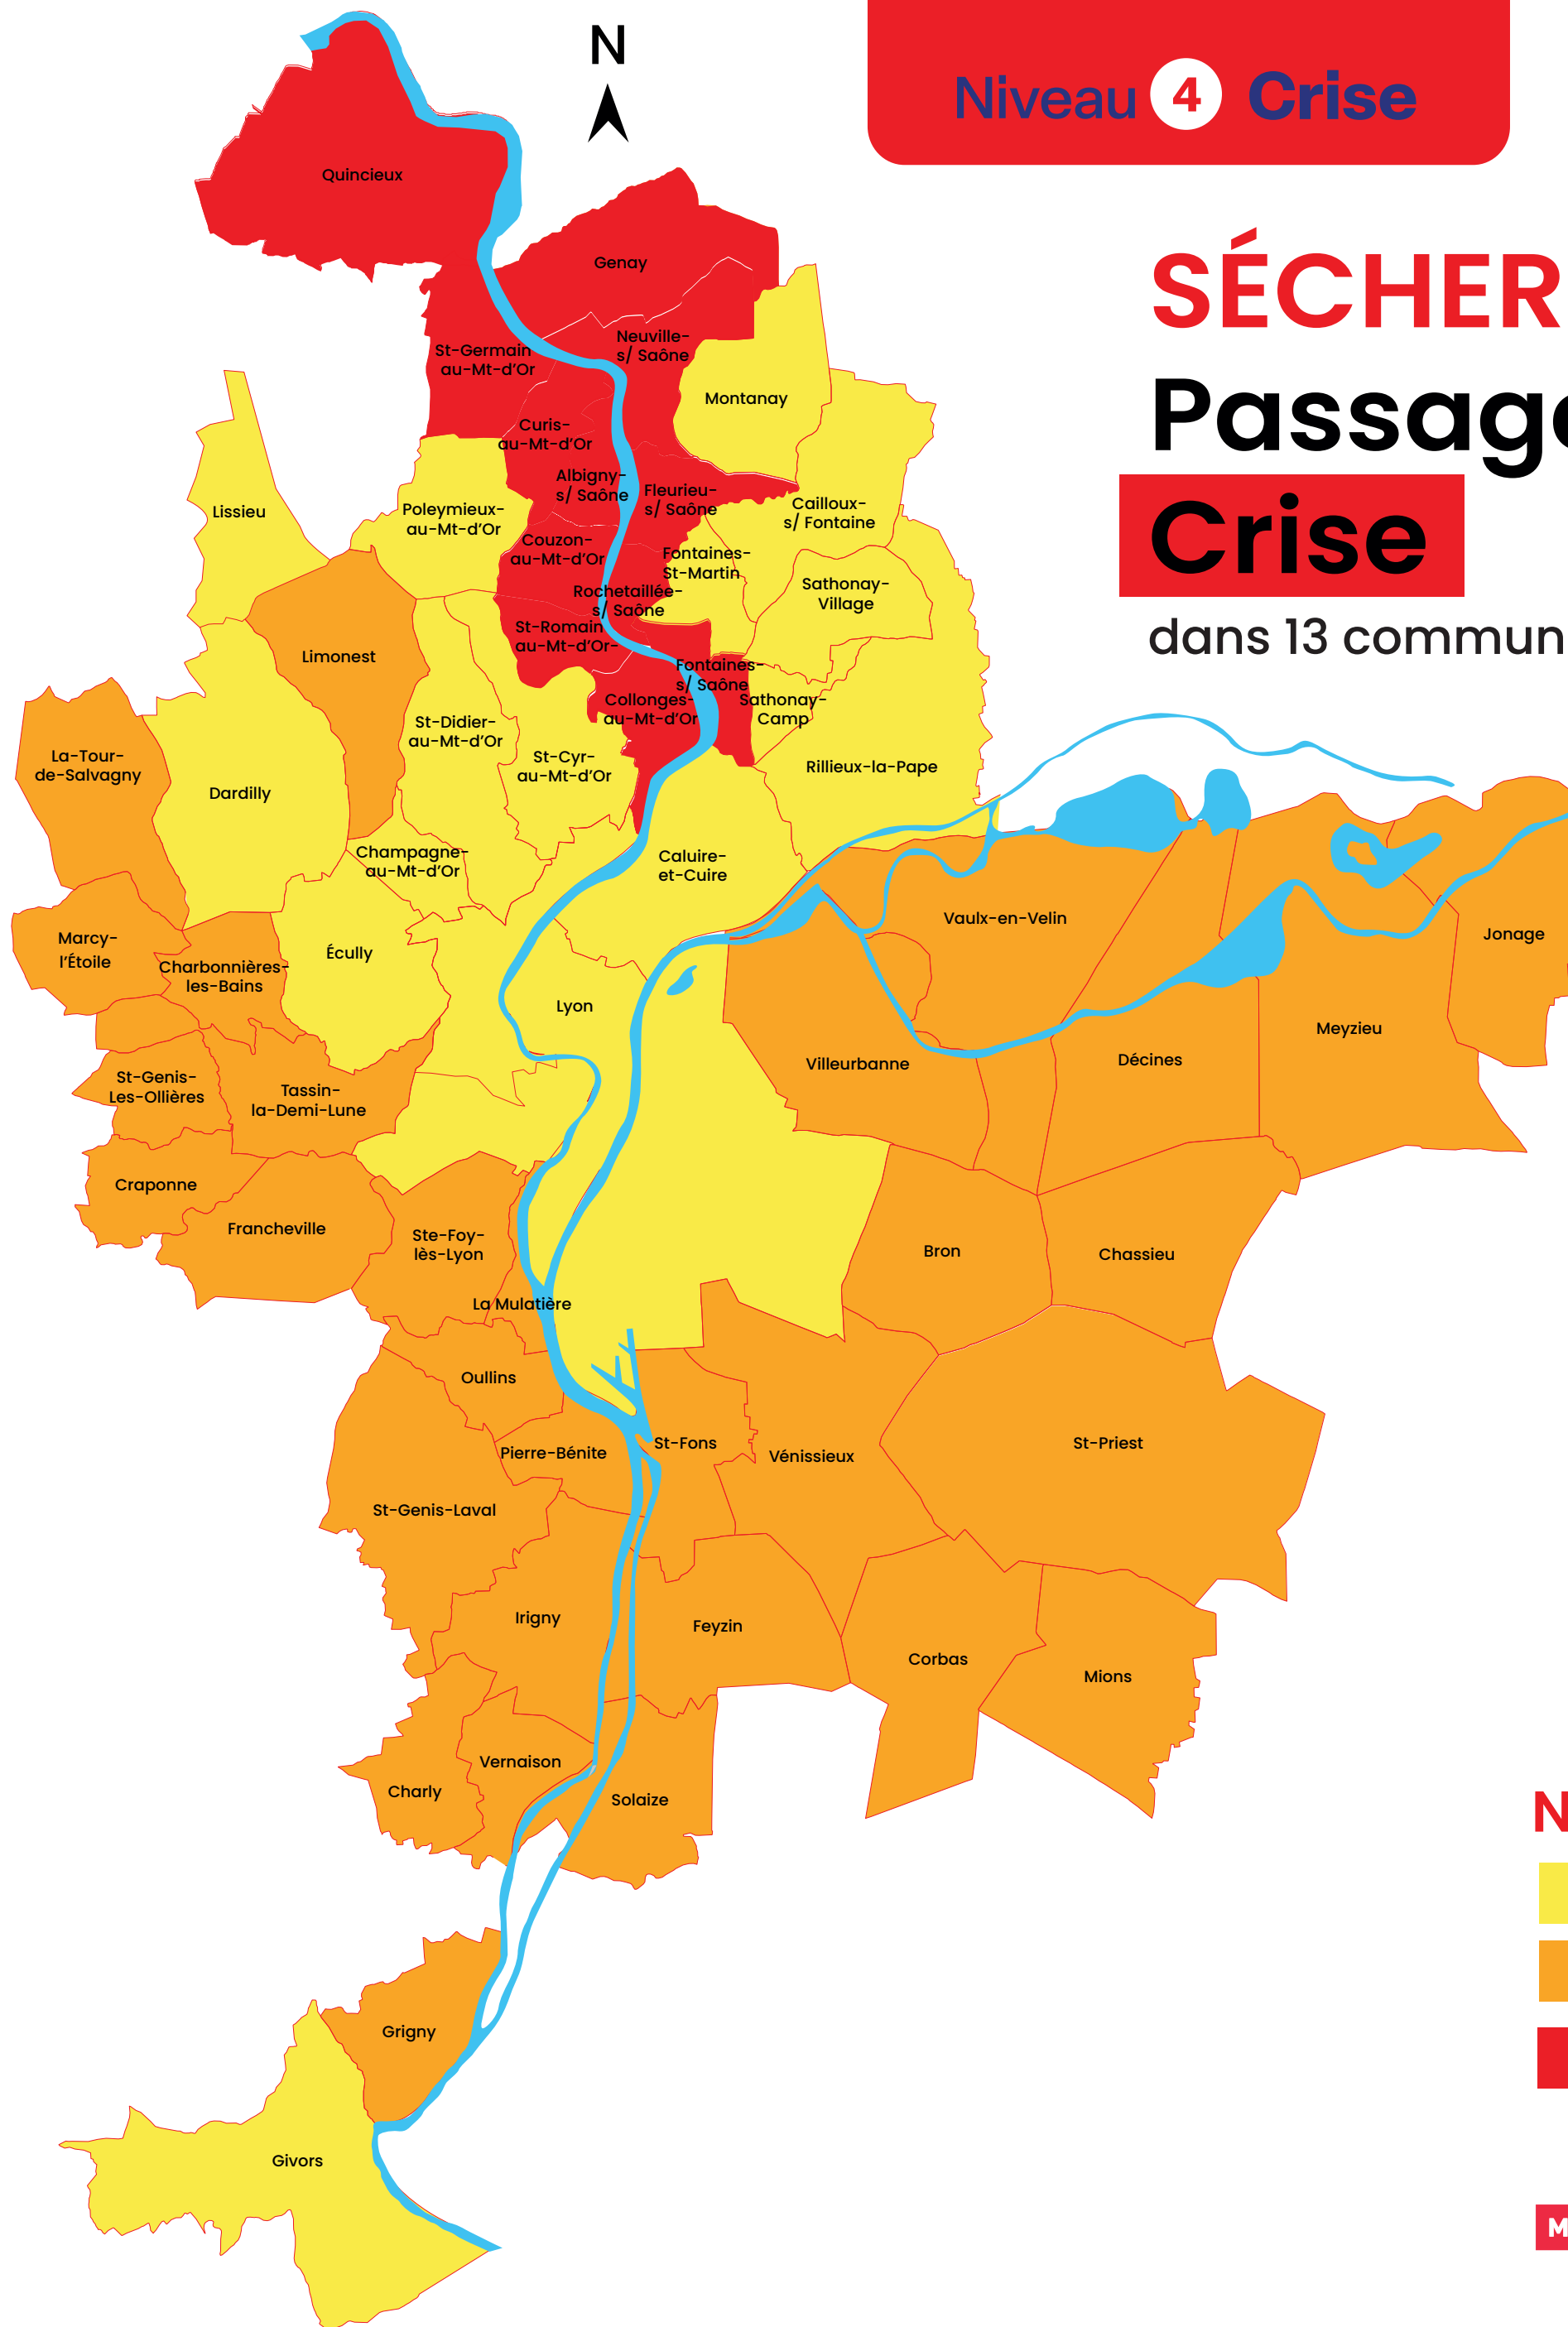 N
Niveau 4 Crise
SÉCHER
Passage
Crise
dans 13 commun
Quincieux
Genay
St-Germain
au-Mt-d'Or
Neuville-
s/ Saône
Montanay
Curis-
au-Mt-d'Or
Albigny-
s/ Saône
Fleurieu-
s/ Saône
Cailloux-
s/ Fontaine
Lissieu
Poleymieux-
au-Mt-d'Or
Couzon-
au-Mt-d'Or
Fontaines-
St-Martin
Sathonay-
Village
Rochetaillée-
s/ Saône
St-Romain
au-Mt-d'Or-
Limonest
Fontaines-
s/ Saône
Collonges-
au-Mt-d'Or
Sathonay-
Camp
St-Didier-
au-Mt-d'Or
La-Tour-
de-Salvagny
St-Cyr-
au-Mt-d'Or
Rillieux-la-Pape
Dardilly
Champagne-
au-Mt-d'Or
Caluire-
et-Cuire
Vaulx-en-Velin
Jonage
Marcy-
l'Étoile
Charbonnières-
les-Bains
Écully
Lyon
Meyzieu
Villeurbanne
Décines
St-Genis-
Les-Ollières
Tassin-
la-Demi-Lune
Craponne
Francheville
Ste-Foy-
lès-Lyon
Bron
Chassieu
La Mulatière
Oullins
Pierre-Bénite
St-Fons
Vénissieux
St-Priest
St-Genis-Laval
Irigny
Feyzin
Corbas
Mions
Vernaison
Charly
Solaize
N
Grigny
Givors
M